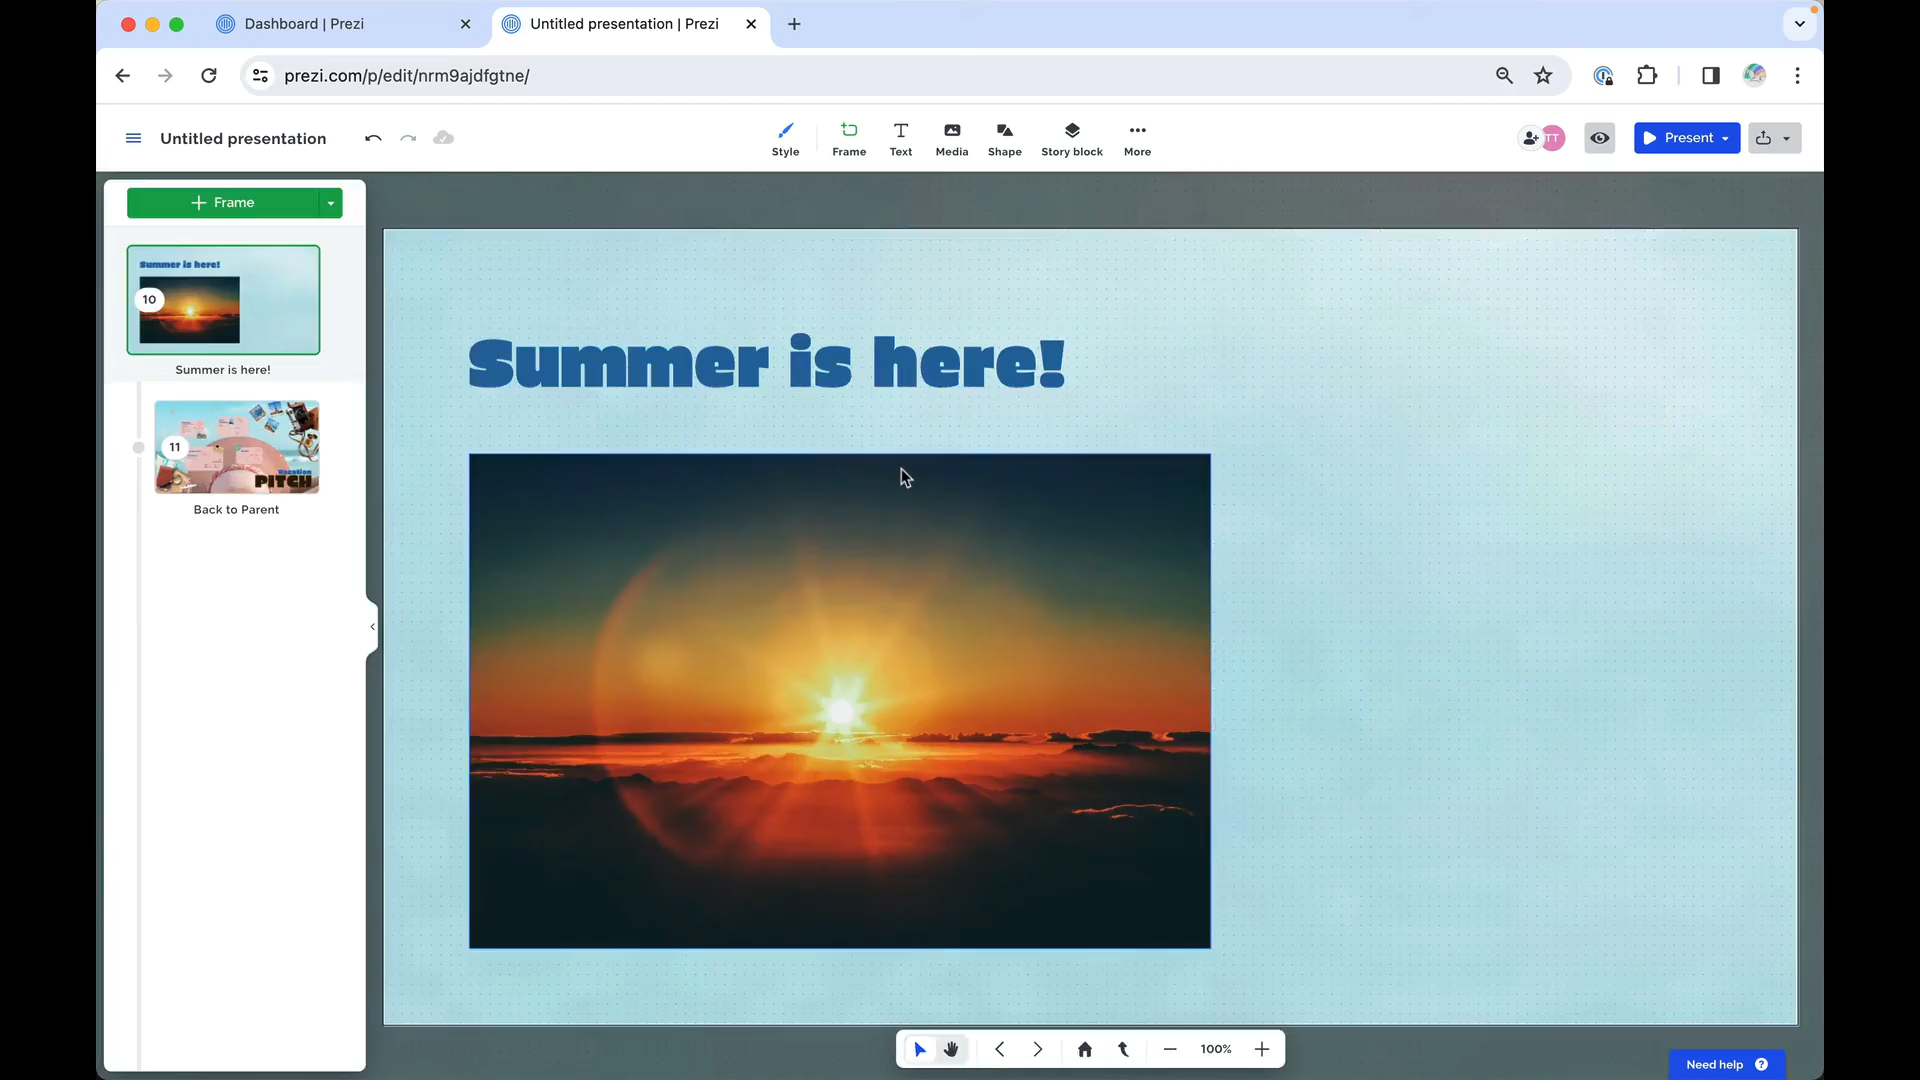 Dashboard | Prezi
Untitled presentation | Prezi
prezi.com/p/edit/nrm9ajdfgtne/
Untitled presentation
Style
Frame
Text
Media
Shape
Story block
More
TT
Present
Frame
Summer is here!
10
Summer is here!
11
Vacation
PITCH
Back to Parent
Summer is here!
100%
Need help ?